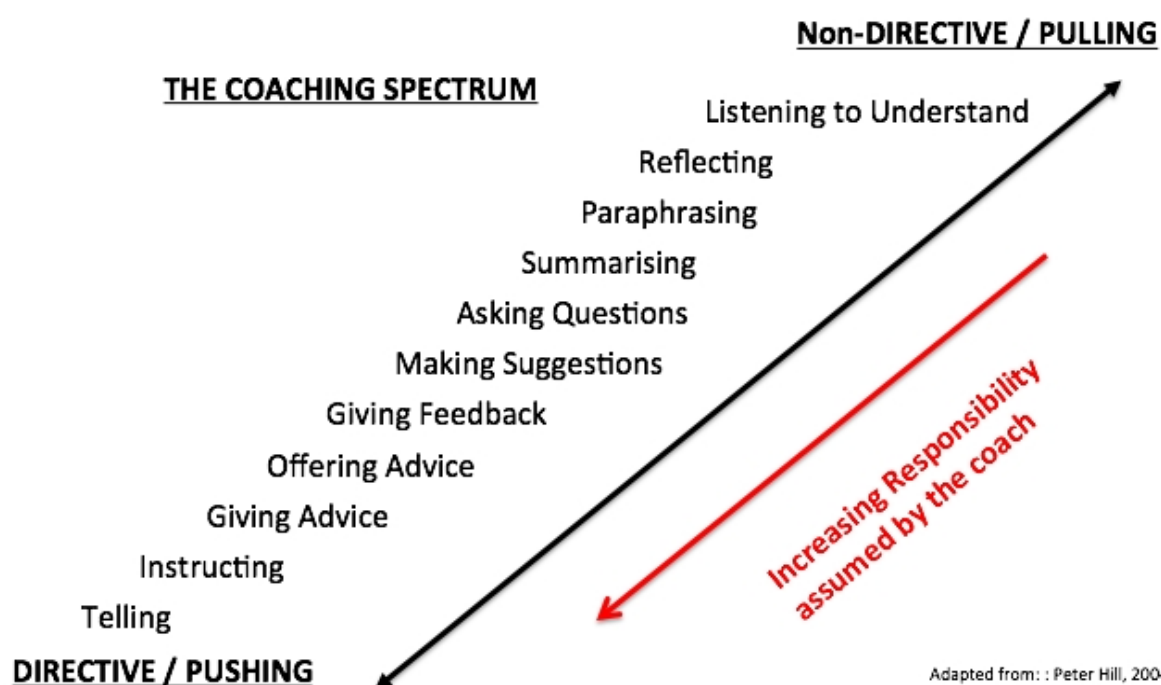 Non-DIRECTIVE / PULLING
THE COACHING SPECTRUM
Listening to Understand
Reflecting
Paraphrasing
Summarising
Asking Questions
Making Suggestions
Giving Feedback
Offering Advice
Giving Advice
Instructing
Telling
DIRECTIVE / PUSHING
Increasing Responsibility
assumed by the coach
Adapted from: : Peter Hill, 200